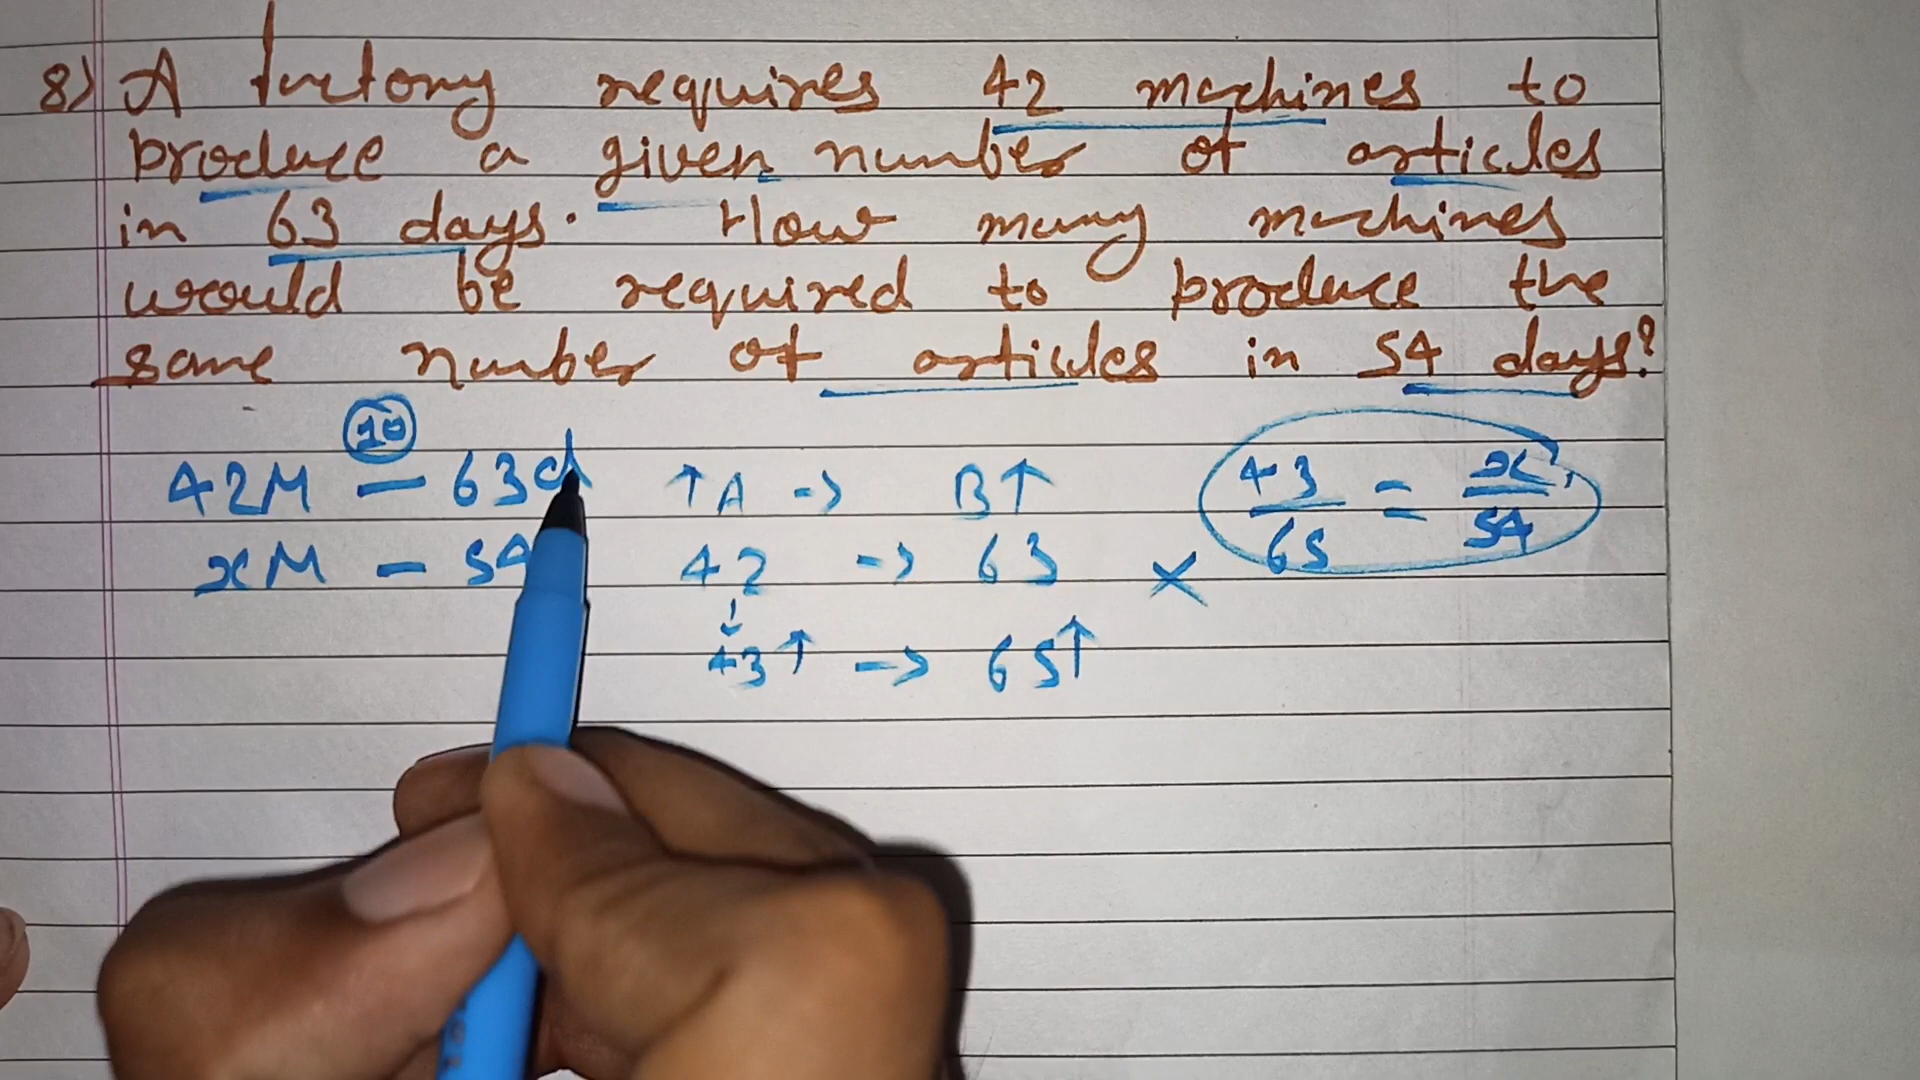 8) A factory requires 42 machines to
produce a given number of articles
in 63 days. How many machines
would be required to produce the
same number of articles in 54 days?
10
42M — 63d
xM — 54
↑A -> B↑
42 -> 63
↓
43↑ -> 65↑
×
43/65 = x/54